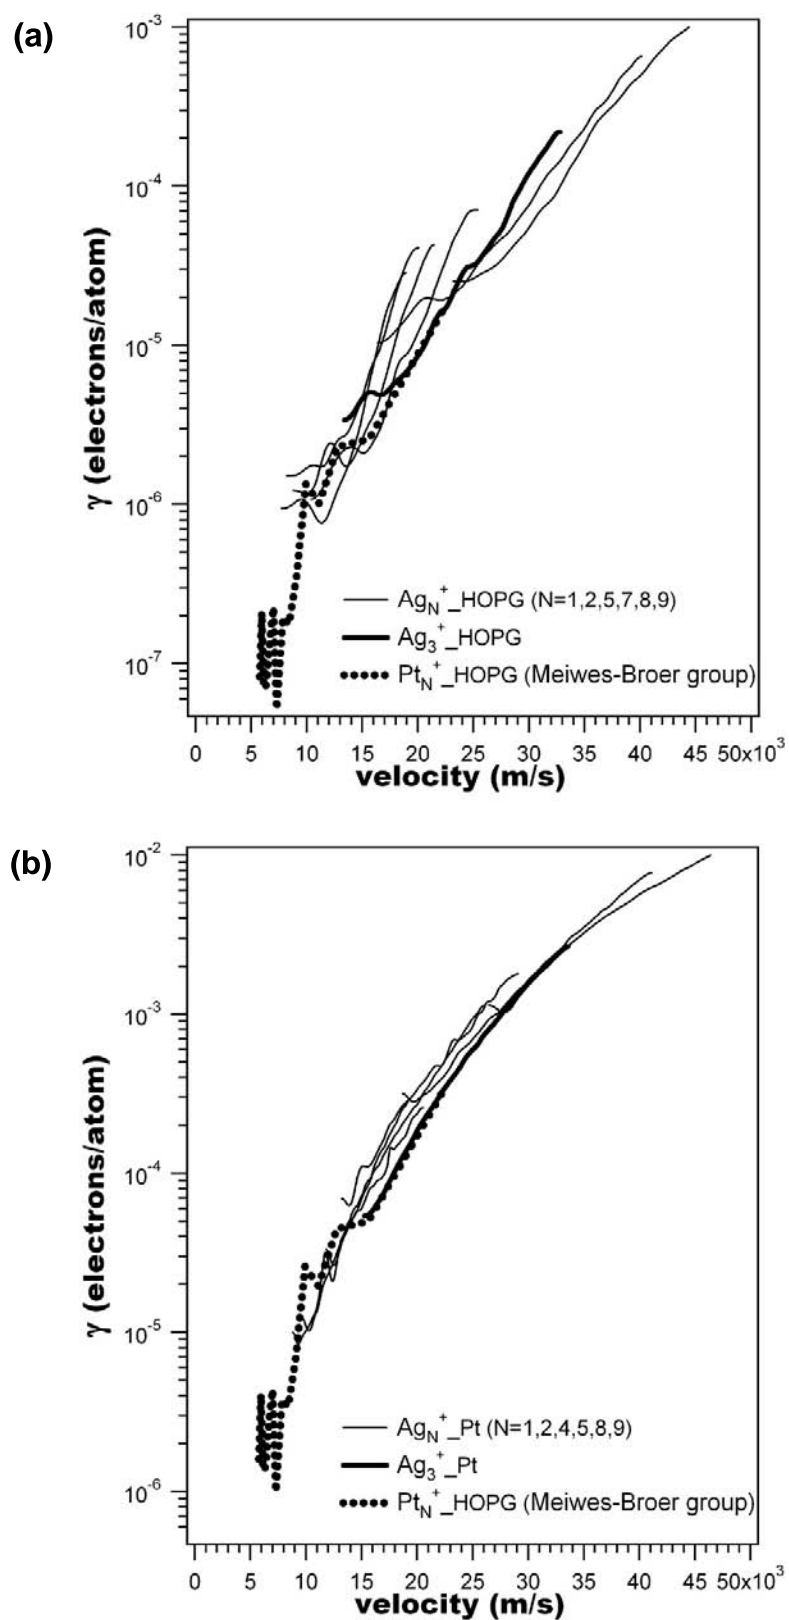 (a)
10⁻³
10⁻⁴
10⁻⁵
10⁻⁶
10⁻⁷
γ (electrons/atom)
Ag_N⁺_HOPG (N=1,2,5,7,8,9)
Ag₃⁺_HOPG
Pt_N⁺_HOPG (Meiwes-Broer group)
0 5 10 15 20 25 30 35 40 45 50x10³
velocity (m/s)
(b)
10⁻²
10⁻³
10⁻⁴
10⁻⁵
10⁻⁶
γ (electrons/atom)
Ag_N⁺_Pt (N=1,2,4,5,8,9)
Ag₃⁺_Pt
Pt_N⁺_HOPG (Meiwes-Broer group)
0 5 10 15 20 25 30 35 40 45 50x10³
velocity (m/s)